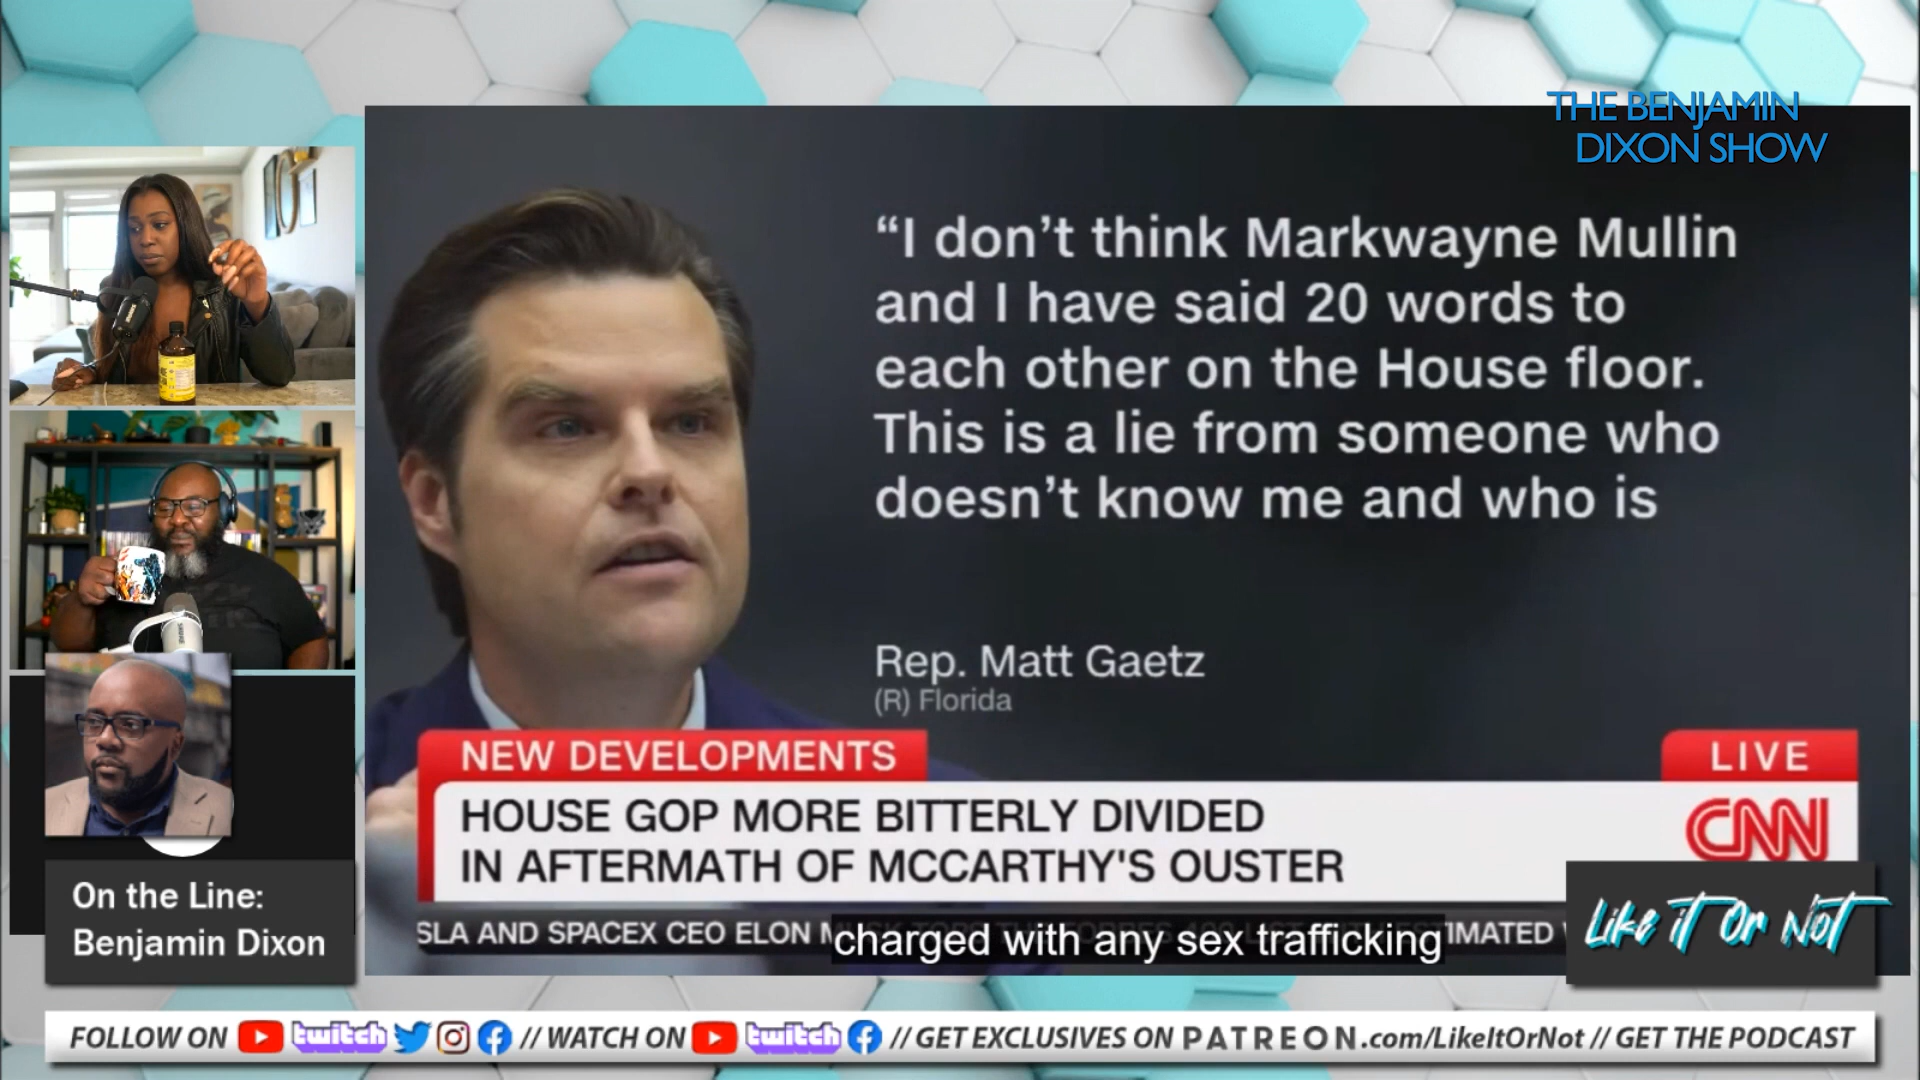 THE BENJAMIN
DIXON SHOW
“I don’t think Markwayne Mullin
and I have said 20 words to
each other on the House floor.
This is a lie from someone who
doesn’t know me and who is
Rep. Matt Gaetz
(R) Florida
NEW DEVELOPMENTS
LIVE
HOUSE GOP MORE BITTERLY DIVIDED
IN AFTERMATH OF MCCARTHY'S OUSTER
CNN
SLA AND SPACEX CEO ELON
charged with any sex trafficking
Like iT Or NoT
On the Line:
Benjamin Dixon
FOLLOW ON twitch // WATCH ON twitch // GET EXCLUSIVES ON PATREON.com/LikeItOrNot // GET THE PODCAST